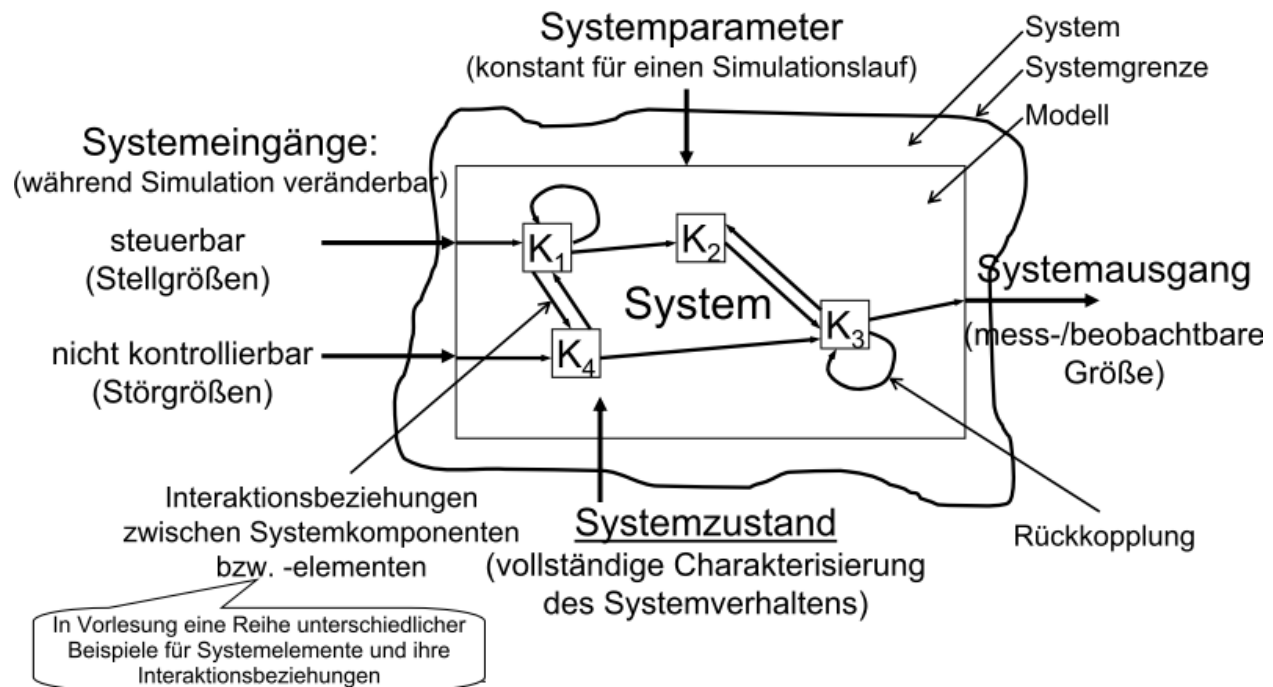 Systemparameter
(konstant für einen Simulationslauf)
System
Systemgrenze
Modell
Systemeingänge:
(während Simulation veränderbar)
steuerbar
(Stellgrößen)
nicht kontrollierbar
(Störgrößen)
K1
K2
System
K3
K4
Systemausgang
(mess-/beobachtbare
Größe)
Interaktionsbeziehungen
zwischen Systemkomponenten
bzw. -elementen
Systemzustand
(vollständige Charakterisierung
des Systemverhaltens)
Rückkopplung
In Vorlesung eine Reihe unterschiedlicher
Beispiele für Systemelemente und ihre
Interaktionsbeziehungen